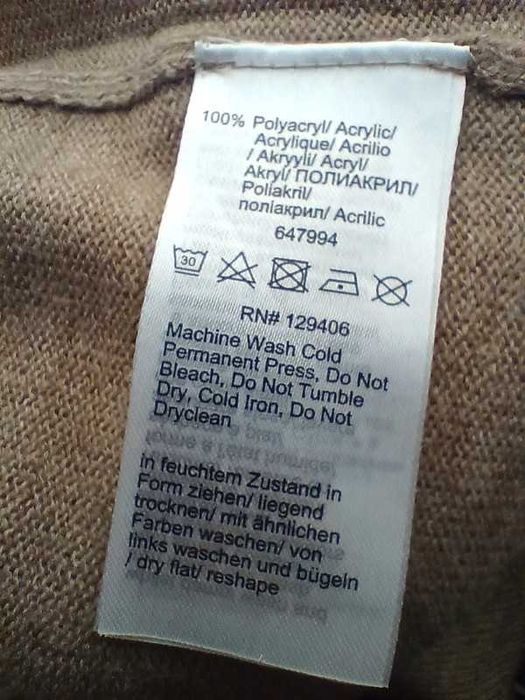 100% Polyacryl/ Acrylic/
Acrylique/ Acrilio
/ Akryyli/ Acryl/
Akryl/ ПОЛИАКРИЛ/
Poliakril/
поліакрил/ Acrilic
647994
30
RN# 129406
Machine Wash Cold
Permanent Press, Do Not
Bleach, Do Not Tumble
Dry, Cold Iron, Do Not
Dryclean
in feuchtem Zustand in
Form ziehen/ liegend
trocknen/ mit ähnlichen
Farben waschen/ von
links waschen und bügeln
/ dry flat/ reshape